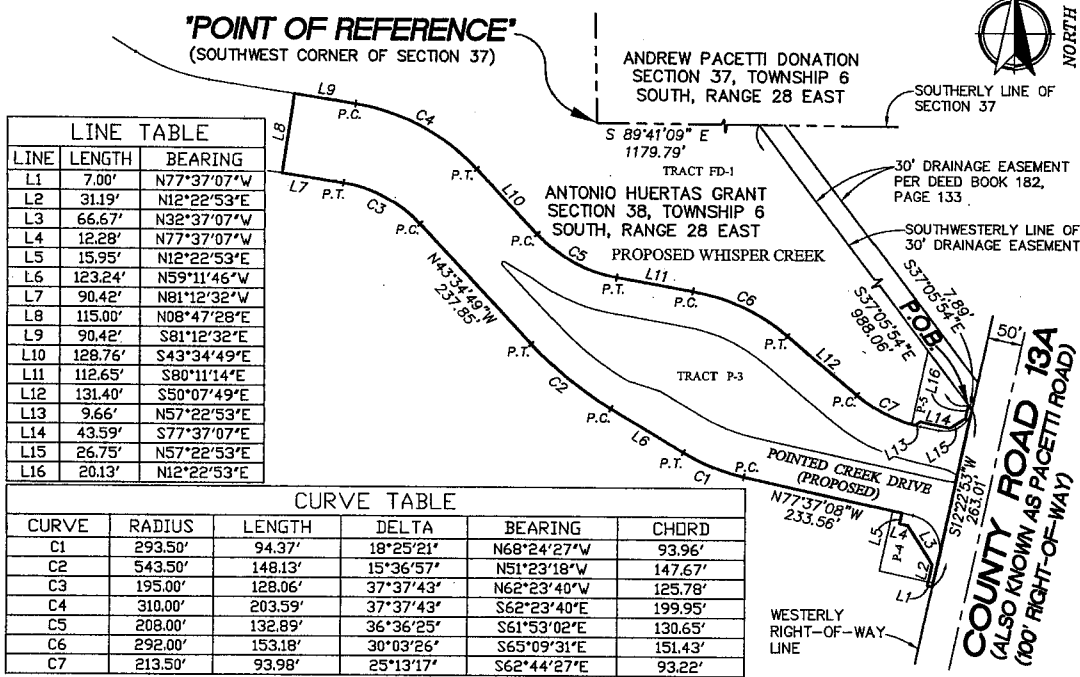 "POINT OF REFERENCE"
(SOUTHWEST CORNER OF SECTION 37)
NORTH
ANDREW PACETTI DONATION
SECTION 37, TOWNSHIP 6
SOUTH, RANGE 28 EAST
SOUTHERLY LINE OF
SECTION 37
S 89°41'09" E
1179.79'
TRACT FD-1
30' DRAINAGE EASEMENT
PER DEED BOOK 182,
PAGE 133
ANTONIO HUERTAS GRANT
SECTION 38, TOWNSHIP 6
SOUTH, RANGE 28 EAST
SOUTHWESTERLY LINE OF
30' DRAINAGE EASEMENT
PROPOSED WHISPER CREEK
LINE TABLE
LINE LENGTH BEARING
L1 7.00' N77°37'07"W
L2 31.19' N12°22'53"E
L3 66.67' N32°37'07"W
L4 12.28' N77°37'07"W
L5 15.95' N12°22'53"E
L6 123.24' N59°11'46"W
L7 90.42' N81°12'32"W
L8 115.00' N08°47'28"E
L9 90.42' S81°12'32"E
L10 128.76' S43°34'49"E
L11 112.65' S80°11'14"E
L12 131.40' S50°07'49"E
L13 9.66' N57°22'53"E
L14 43.59' S77°37'07"E
L15 26.75' N57°22'53"E
L16 20.13' N12°22'53"E
L9
P.C.
C4
L8
L7
P.T.
C3
P.C.
P.T.
L10
P.C.
C5
P.T.
L11
P.C.
C6
P.T.
L12
P.C.
C7
N43°34'49"W
237.85'
P.T.
C2
P.C.
L6
P.T.
C1
P.C.
TRACT P-3
S37°05'54"E
7.89'
S37°05'54"E
988.06'
P.O.B.
50'
L16
P-5
L14
L13
L15
POINTED CREEK DRIVE
(PROPOSED)
N77°37'08"W
233.56'
S12°22'53"W
263.01'
L5
L4
L3
P-4
L2
L1
COUNTY ROAD 13A
(ALSO KNOWN AS PACETTI ROAD)
(100' RIGHT-OF-WAY)
WESTERLY
RIGHT-OF-WAY
LINE
CURVE TABLE
CURVE RADIUS LENGTH DELTA BEARING CHORD
C1 293.50' 94.37' 18°25'21" N68°24'27"W 93.96'
C2 543.50' 148.13' 15°36'57" N51°23'18"W 147.67'
C3 195.00' 128.06' 37°37'43" N62°23'40"W 125.78'
C4 310.00' 203.59' 37°37'43" S62°23'40"E 199.95'
C5 208.00' 132.89' 36°36'25" S61°53'02"E 130.65'
C6 292.00' 153.18' 30°03'26" S65°09'31"E 151.43'
C7 213.50' 93.98' 25°13'17" S62°44'27"E 93.22'